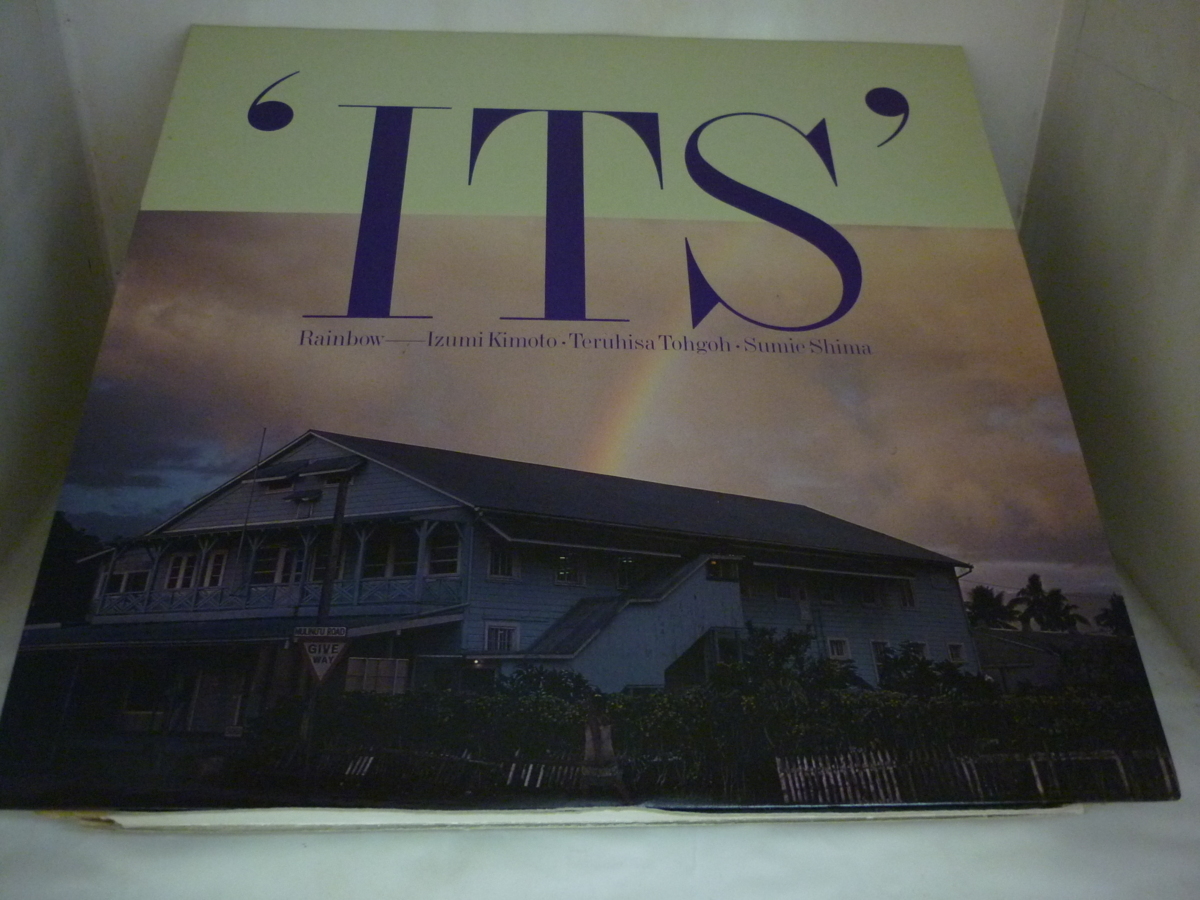 ‘ITS’
Rainbow——Izumi Kimoto·Teruhisa Tohgoh·Sumie Shima
GIVE
WAY